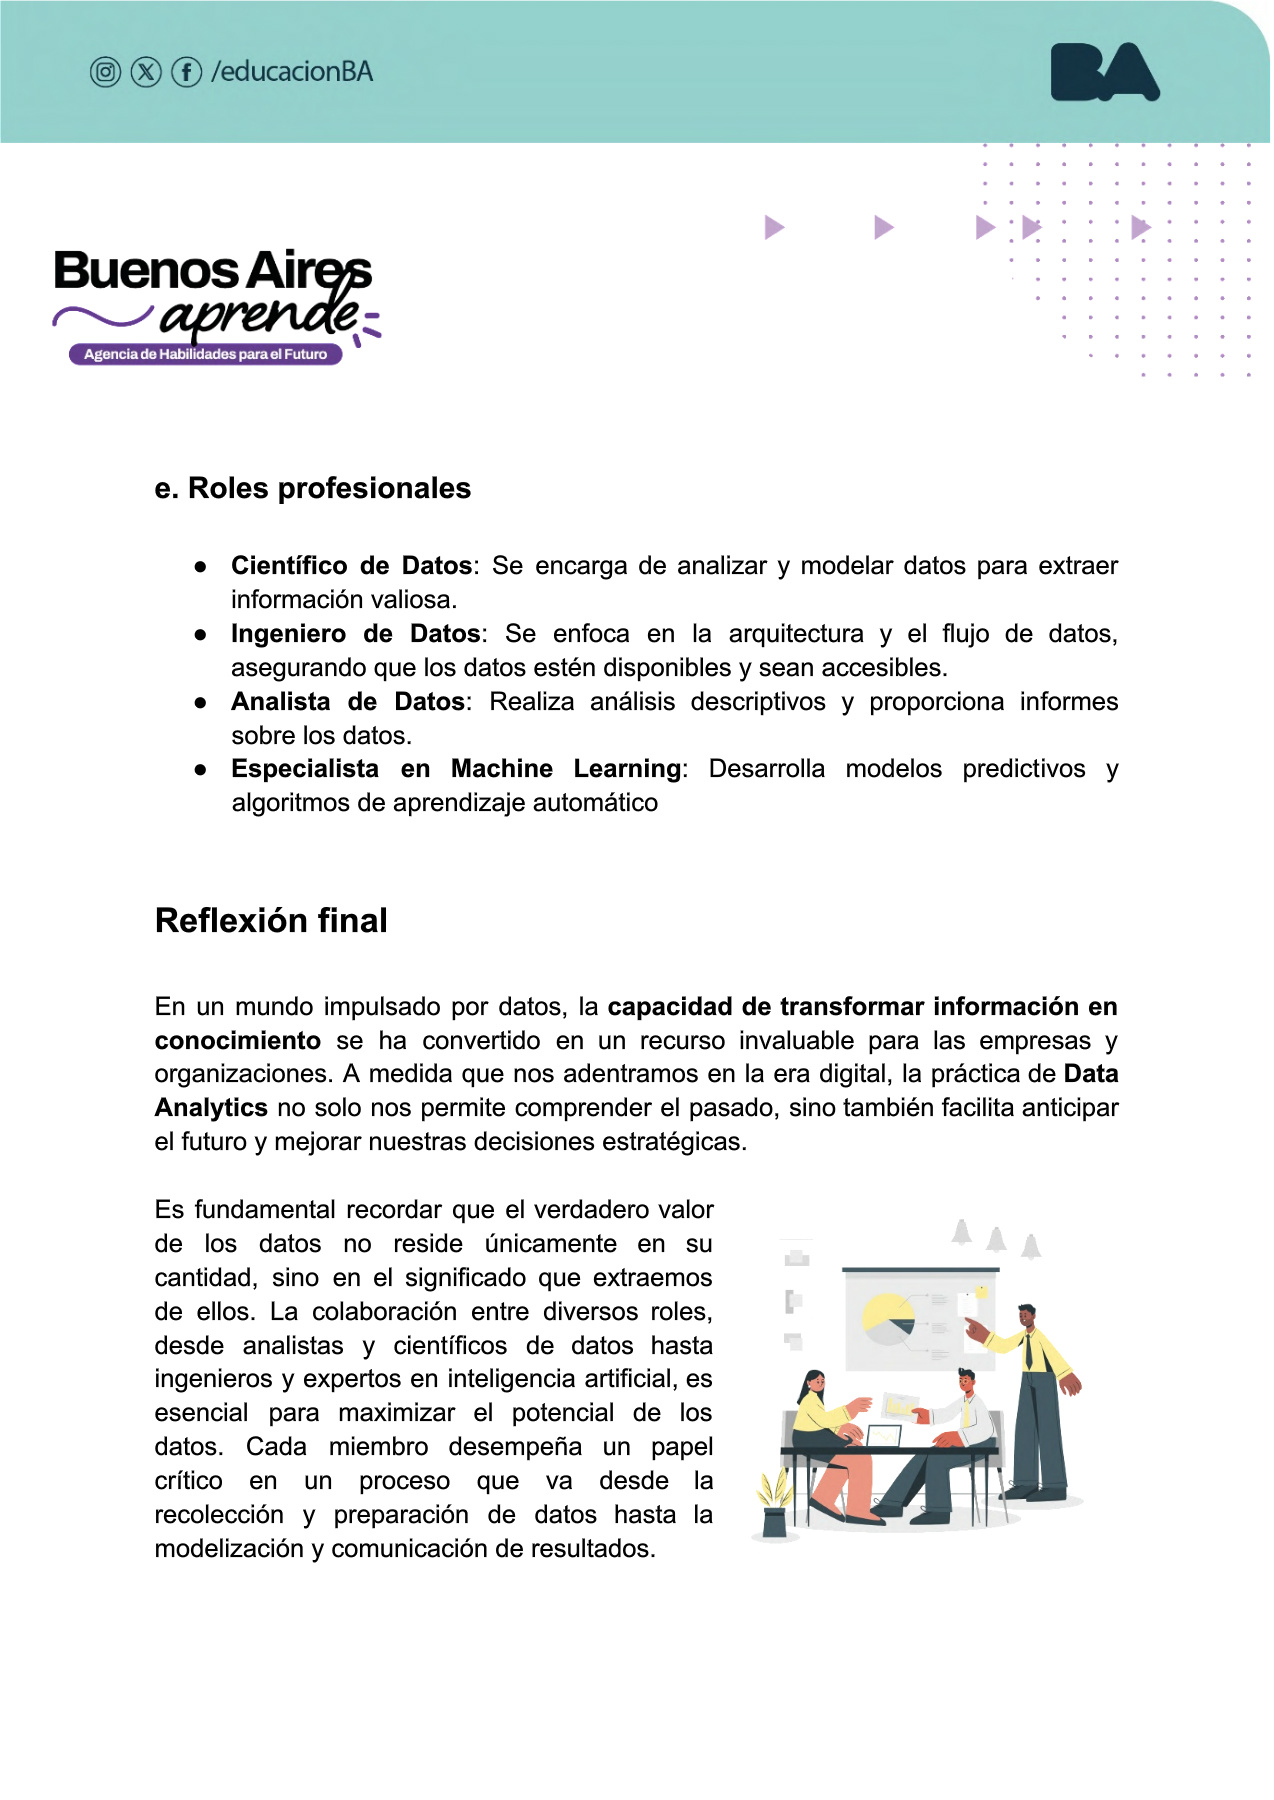 /educacionBA
BA
Buenos Aires
aprende
Agencia de Habilidades para el Futuro
e. Roles profesionales
● Científico de Datos: Se encarga de analizar y modelar datos para extraer
información valiosa.
● Ingeniero de Datos: Se enfoca en la arquitectura y el flujo de datos,
asegurando que los datos estén disponibles y sean accesibles.
● Analista de Datos: Realiza análisis descriptivos y proporciona informes
sobre los datos.
● Especialista en Machine Learning: Desarrolla modelos predictivos y
algoritmos de aprendizaje automático
Reflexión final
En un mundo impulsado por datos, la capacidad de transformar información en
conocimiento se ha convertido en un recurso invaluable para las empresas y
organizaciones. A medida que nos adentramos en la era digital, la práctica de Data
Analytics no solo nos permite comprender el pasado, sino también facilita anticipar
el futuro y mejorar nuestras decisiones estratégicas.
Es fundamental recordar que el verdadero valor
de los datos no reside únicamente en su
cantidad, sino en el significado que extraemos
de ellos. La colaboración entre diversos roles,
desde analistas y científicos de datos hasta
ingenieros y expertos en inteligencia artificial, es
esencial para maximizar el potencial de los
datos. Cada miembro desempeña un papel
crítico en un proceso que va desde la
recolección y preparación de datos hasta la
modelización y comunicación de resultados.